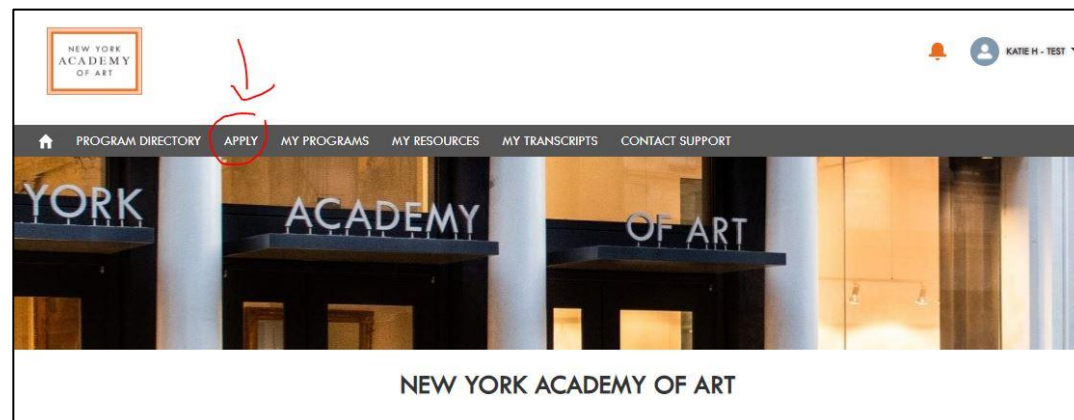 NEW YORK
ACADEMY
OF ART
KATIE H - TEST
PROGRAM DIRECTORY APPLY MY PROGRAMS MY RESOURCES MY TRANSCRIPTS CONTACT SUPPORT
YORK ACADEMY OF ART
NEW YORK ACADEMY OF ART